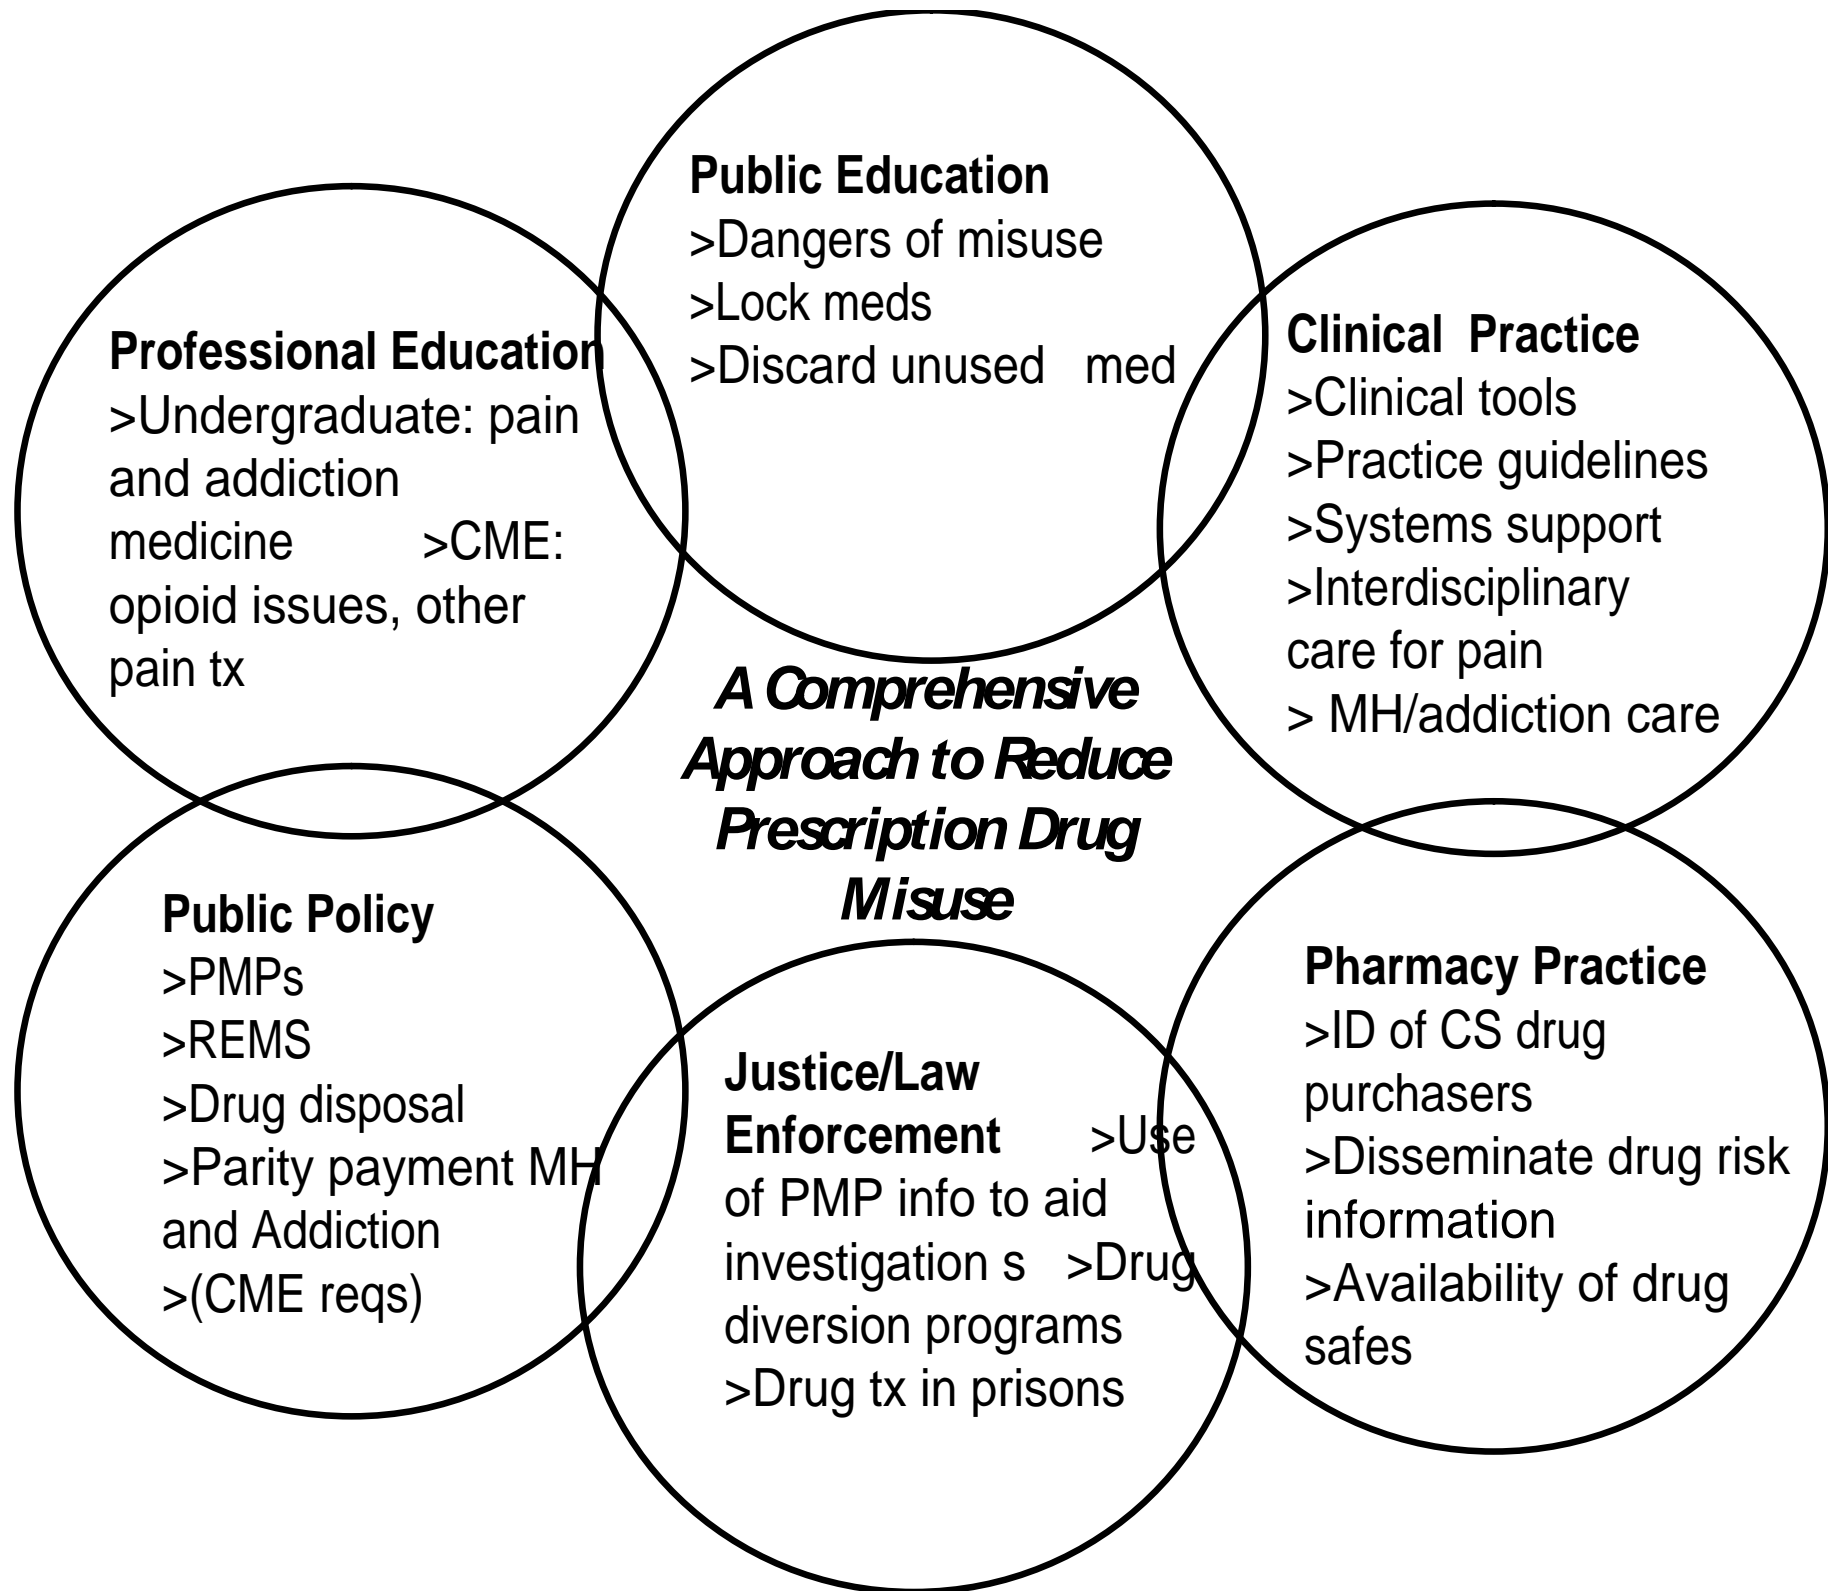 Public Education
>Dangers of misuse
>Lock meds
>Discard unused med
Professional Education
>Undergraduate: pain
and addiction
medicine >CME:
opioid issues, other
pain tx
Clinical Practice
>Clinical tools
>Practice guidelines
>Systems support
>Interdisciplinary
care for pain
> MH/addiction care
A Comprehensive
Approach to Reduce
Prescription Drug
Misuse
Public Policy
>PMPs
>REMS
>Drug disposal
>Parity payment MH
and Addiction
>(CME reqs)
Justice/Law
Enforcement >Use
of PMP info to aid
investigation s >Drug
diversion programs
>Drug tx in prisons
Pharmacy Practice
>ID of CS drug
purchasers
>Disseminate drug risk
information
>Availability of drug
safes